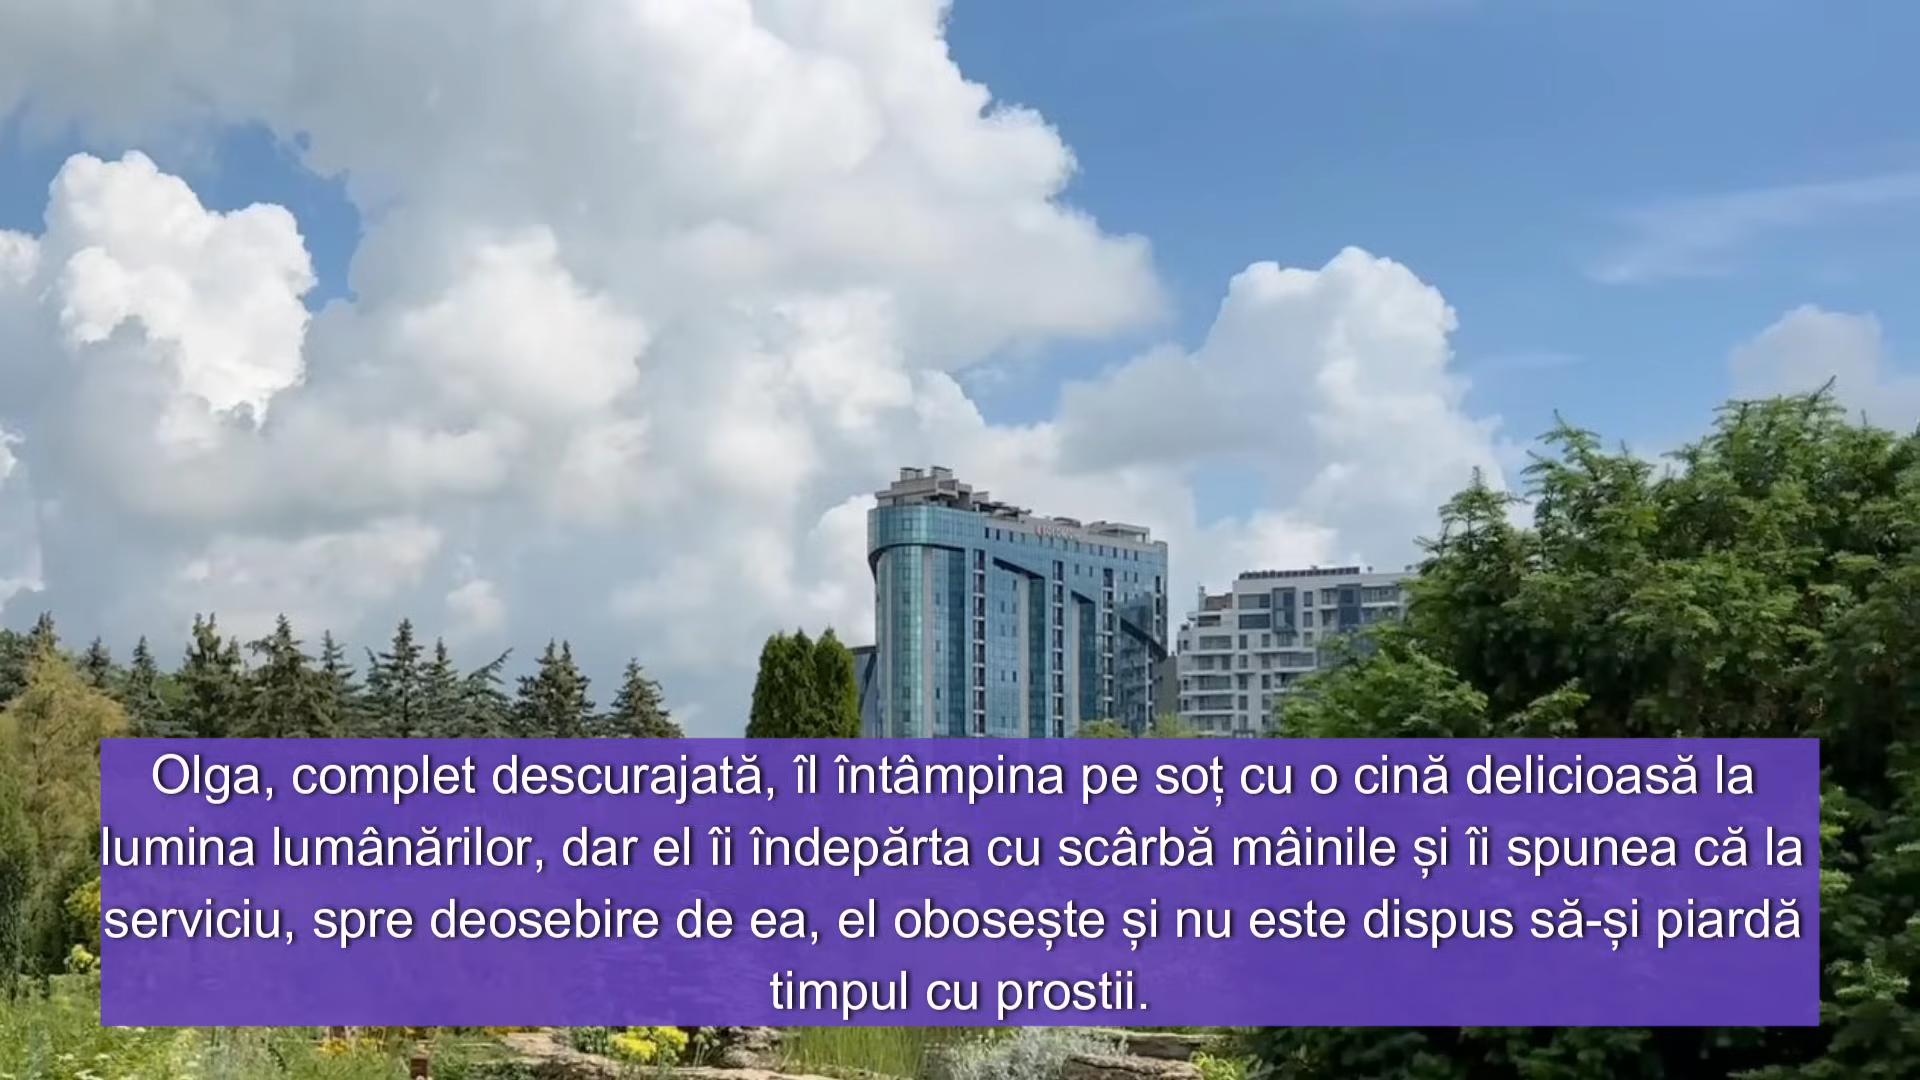 Olga, complet descurajată, îl întâmpina pe soț cu o cină delicioasă la
lumina lumânărilor, dar el îi îndepărta cu scârbă mâinile și îi spunea că la
serviciu, spre deosebire de ea, el obosește și nu este dispus să-și piardă
timpul cu prostii.